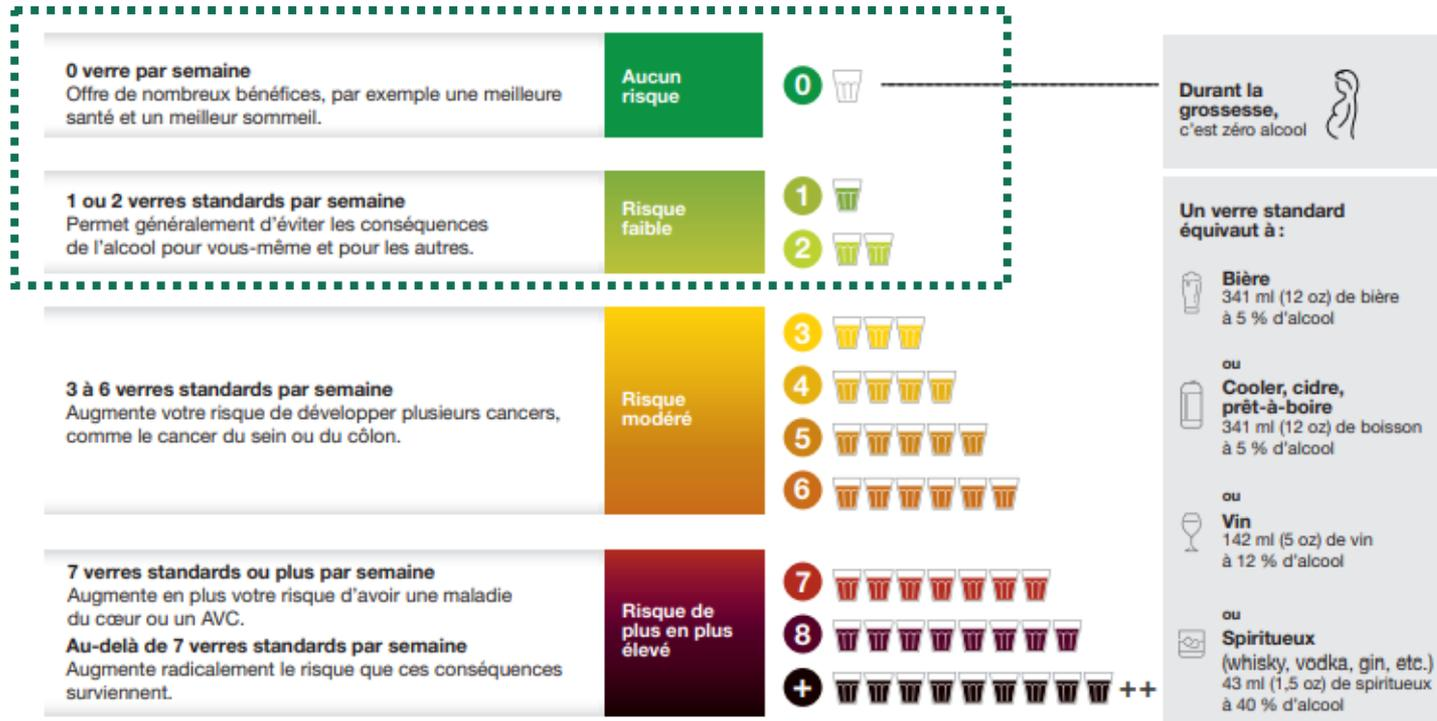 0 verre par semaine
Offre de nombreux bénéfices, par exemple une meilleure
santé et un meilleur sommeil.
Aucun
risque
0
Durant la
grossesse,
c'est zéro alcool
1 ou 2 verres standards par semaine
Permet généralement d'éviter les conséquences
de l'alcool pour vous-même et pour les autres.
Risque
faible
1
2
3 à 6 verres standards par semaine
Augmente votre risque de développer plusieurs cancers,
comme le cancer du sein ou du côlon.
Risque
modéré
3
4
5
6
7 verres standards ou plus par semaine
Augmente en plus votre risque d'avoir une maladie
du cœur ou un AVC.
Au-delà de 7 verres standards par semaine
Augmente radicalement le risque que ces conséquences
surviennent.
Risque de
plus en plus
élevé
7
8
+
++
Un verre standard
équivaut à :
Bière
341 ml (12 oz) de bière
à 5 % d'alcool
ou
Cooler, cidre,
prêt-à-boire
341 ml (12 oz) de boisson
à 5 % d'alcool
ou
Vin
142 ml (5 oz) de vin
à 12 % d'alcool
ou
Spiritueux
(whisky, vodka, gin, etc.)
43 ml (1,5 oz) de spiritueux
à 40 % d'alcool